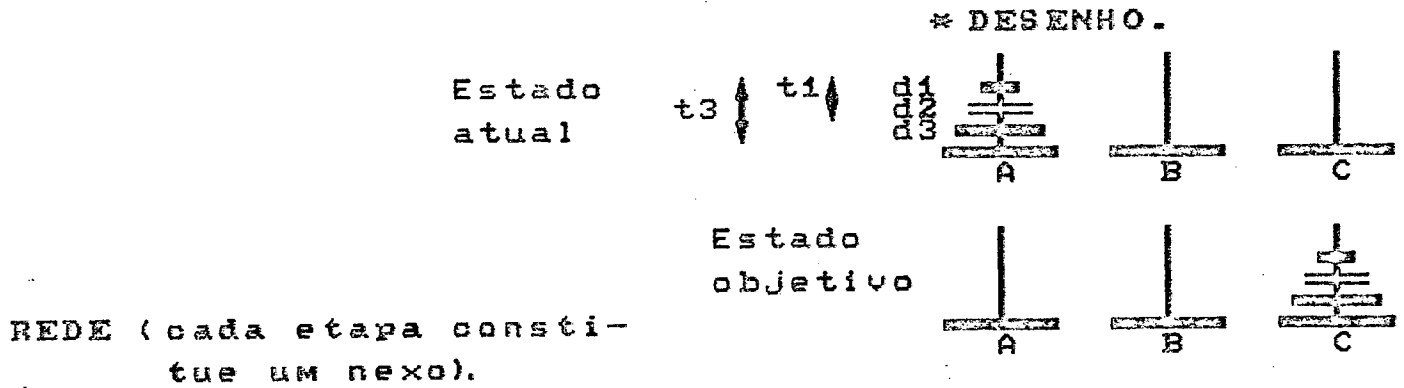 * DESENHO.
Estado
atual
t3 t1 d1
d2
d3
A B C
Estado
objetivo
A B C
REDE (cada etapa consti-
tue uM nexo).